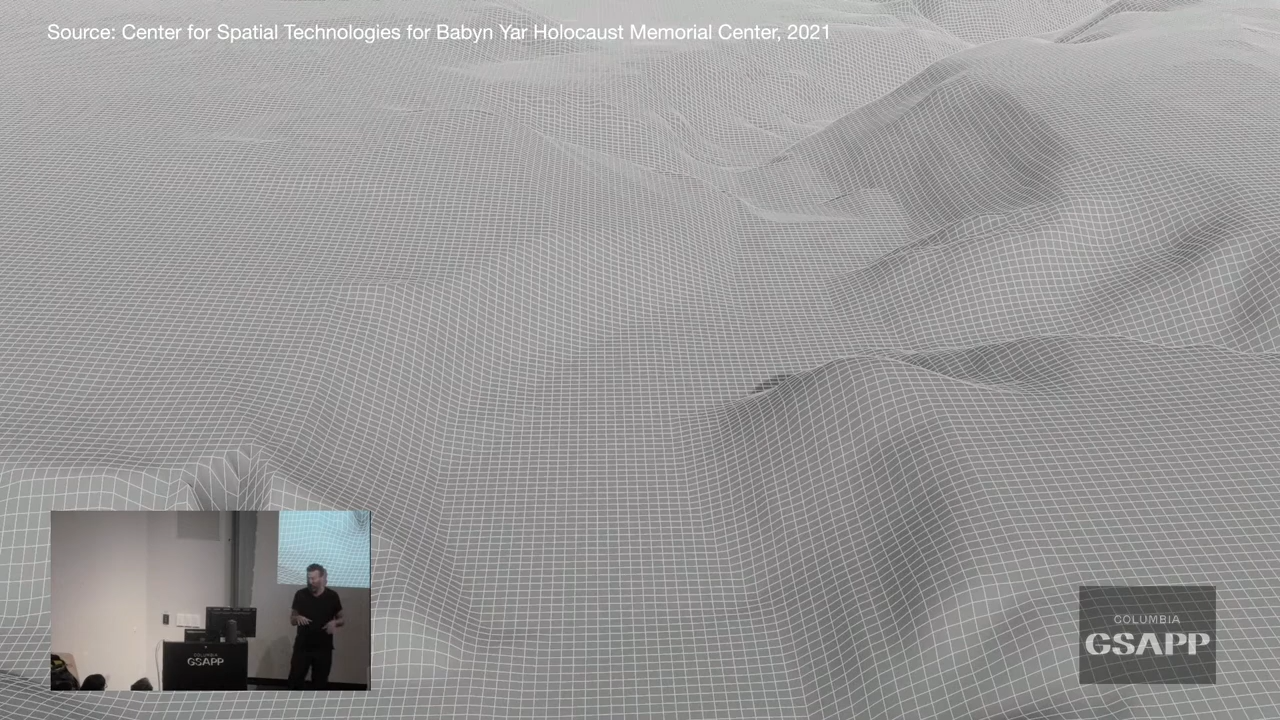 Source: Center for Spatial Technologies for Babyn Yar Holocaust Memorial Center, 2021
COLUMBIA
GSAPP
COLUMBIA
GSAPP